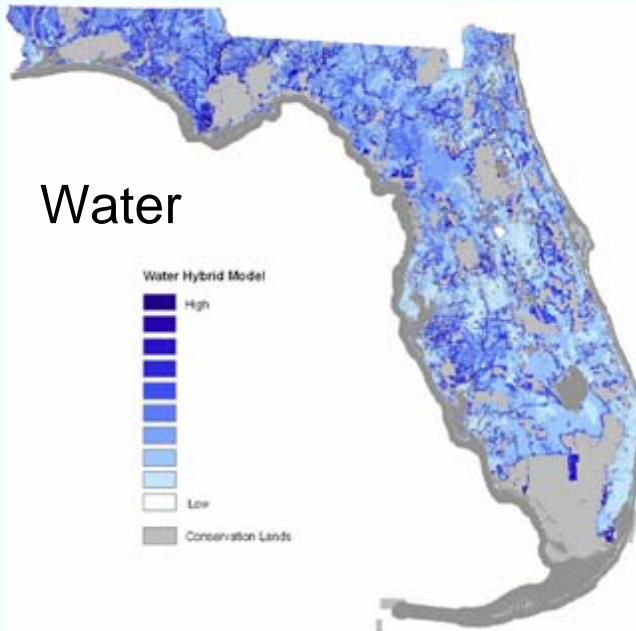 Water
Water Hybrid Model
High
Low
Conservation Lands